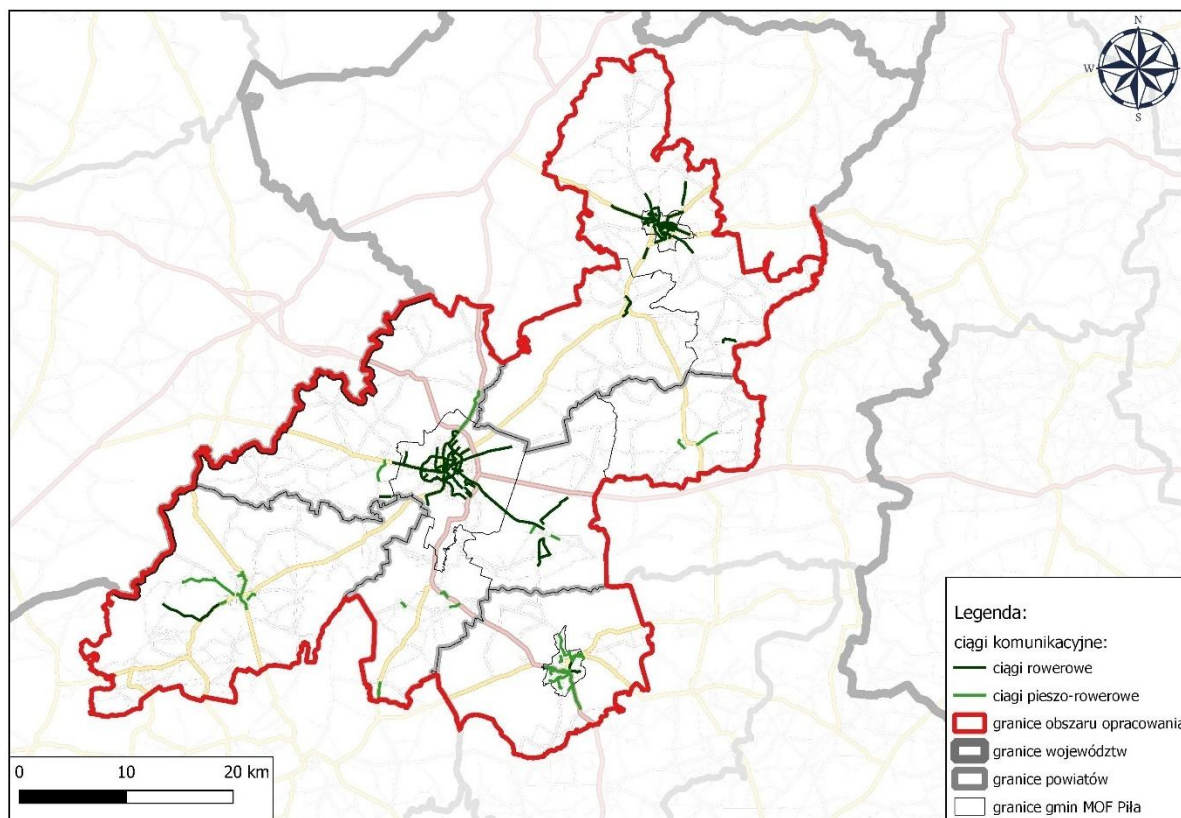 N
W
S
Legenda:
ciągi komunikacyjne:
ciągi rowerowe
ciągi pieszo-rowerowe
granice obszaru opracowania
granice województw
granice powiatów
granice gmin MOF Piła
0 10 20 km